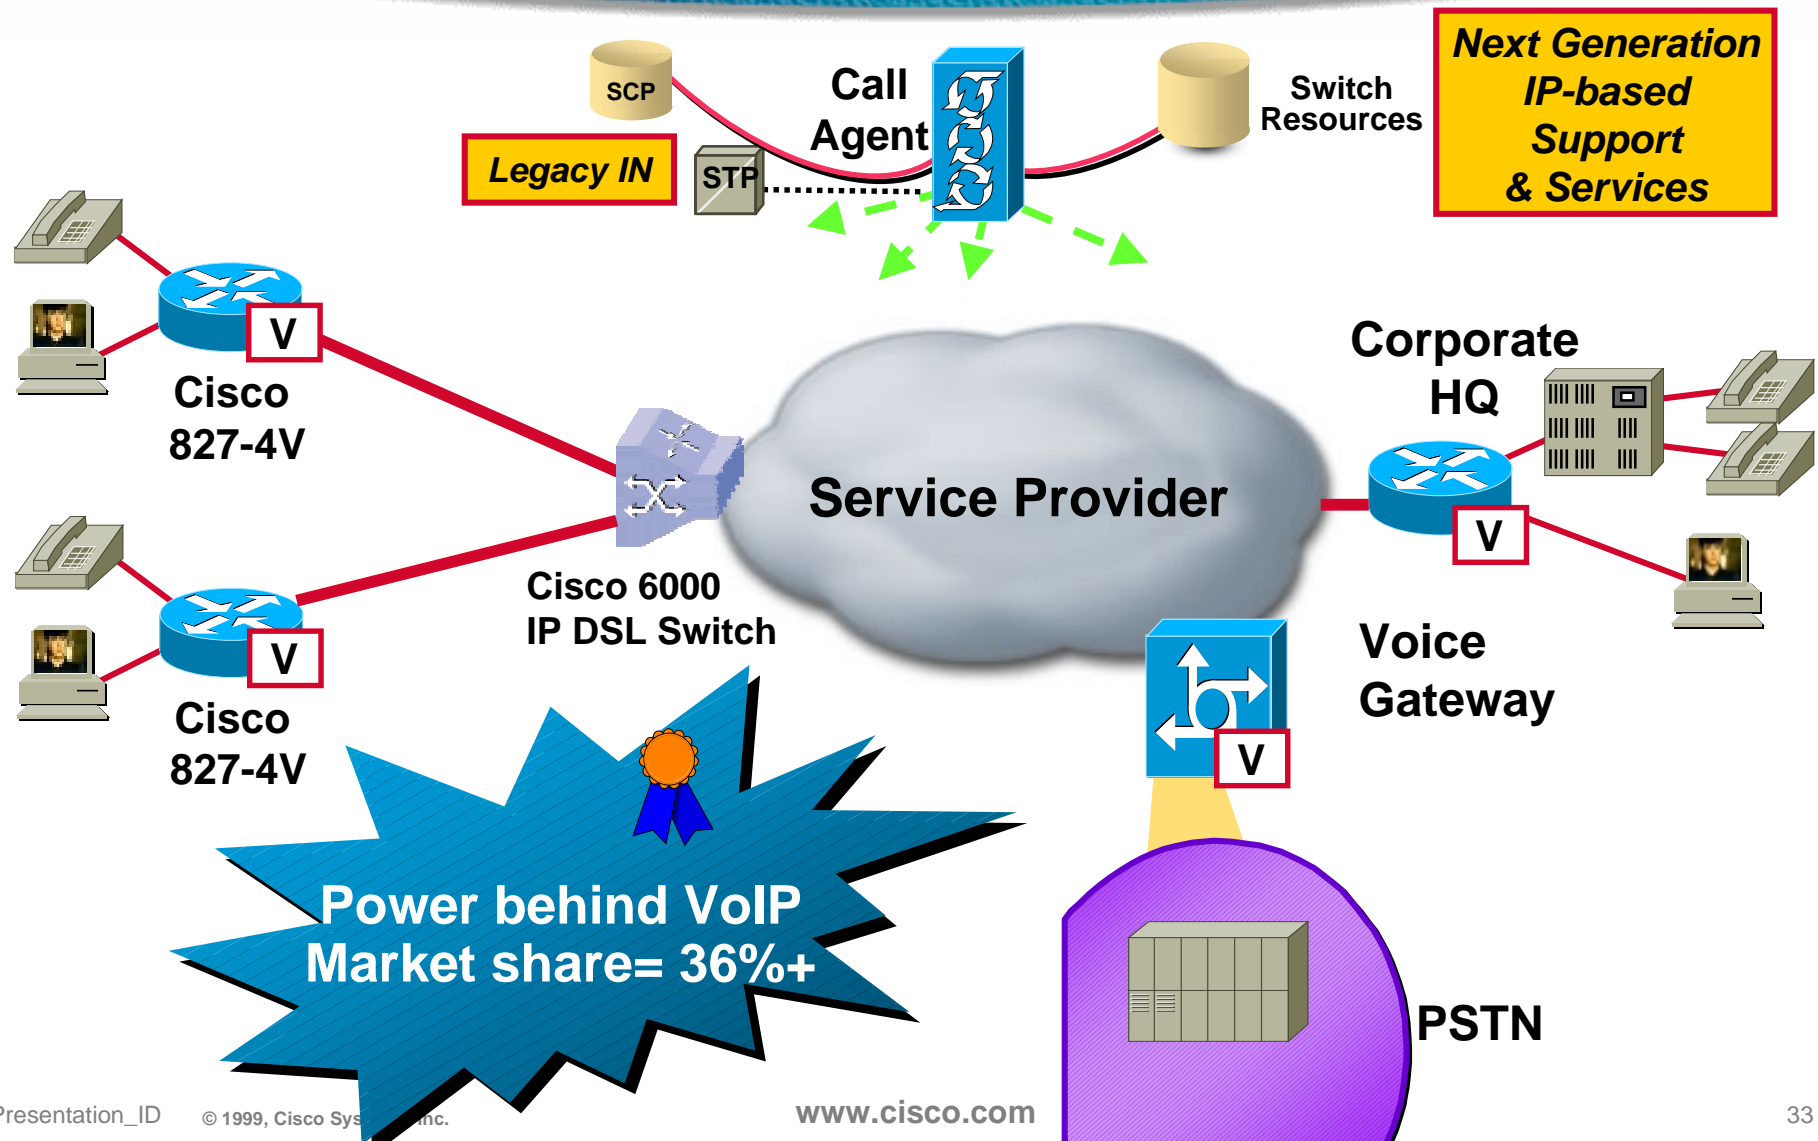 SCP
Call
Agent
Switch
Resources
Next Generation
IP-based
Support
& Services
Legacy IN
STP
V
Cisco
827-4V
Corporate
HQ
Service Provider
V
Cisco 6000
IP DSL Switch
V
Cisco
827-4V
Voice
Gateway
V
Power behind VoIP
Market share= 36%+
PSTN
Presentation_ID
© 1999, Cisco Sys
nc.
www.cisco.com
33